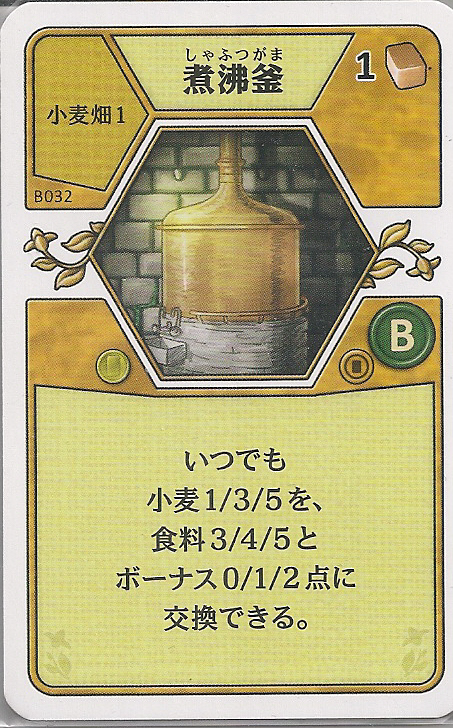 しゃふつがま
煮沸釜
1
小麦畑1
B032
B
いつでも
小麦1/3/5を、
食料3/4/5と
ボーナス0/1/2点に
交換できる。